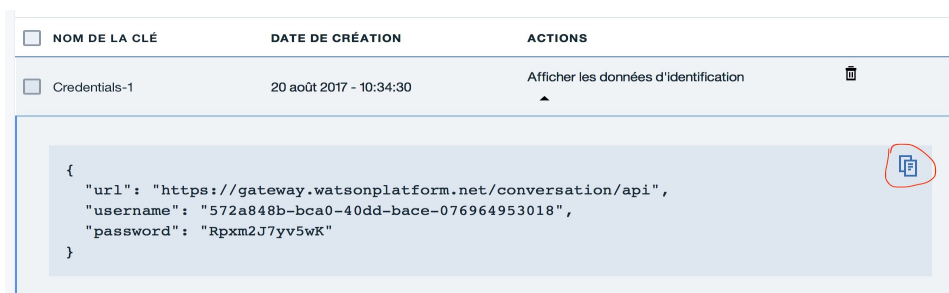 NOM DE LA CLÉ DATE DE CRÉATION ACTIONS
Credentials-1 20 août 2017 - 10:34:30 Afficher les données d'identification
{
"url": "https://gateway.watsonplatform.net/conversation/api",
"username": "572a848b-bca0-40dd-bace-076964953018",
"password": "Rpxm2J7yv5wK"
}